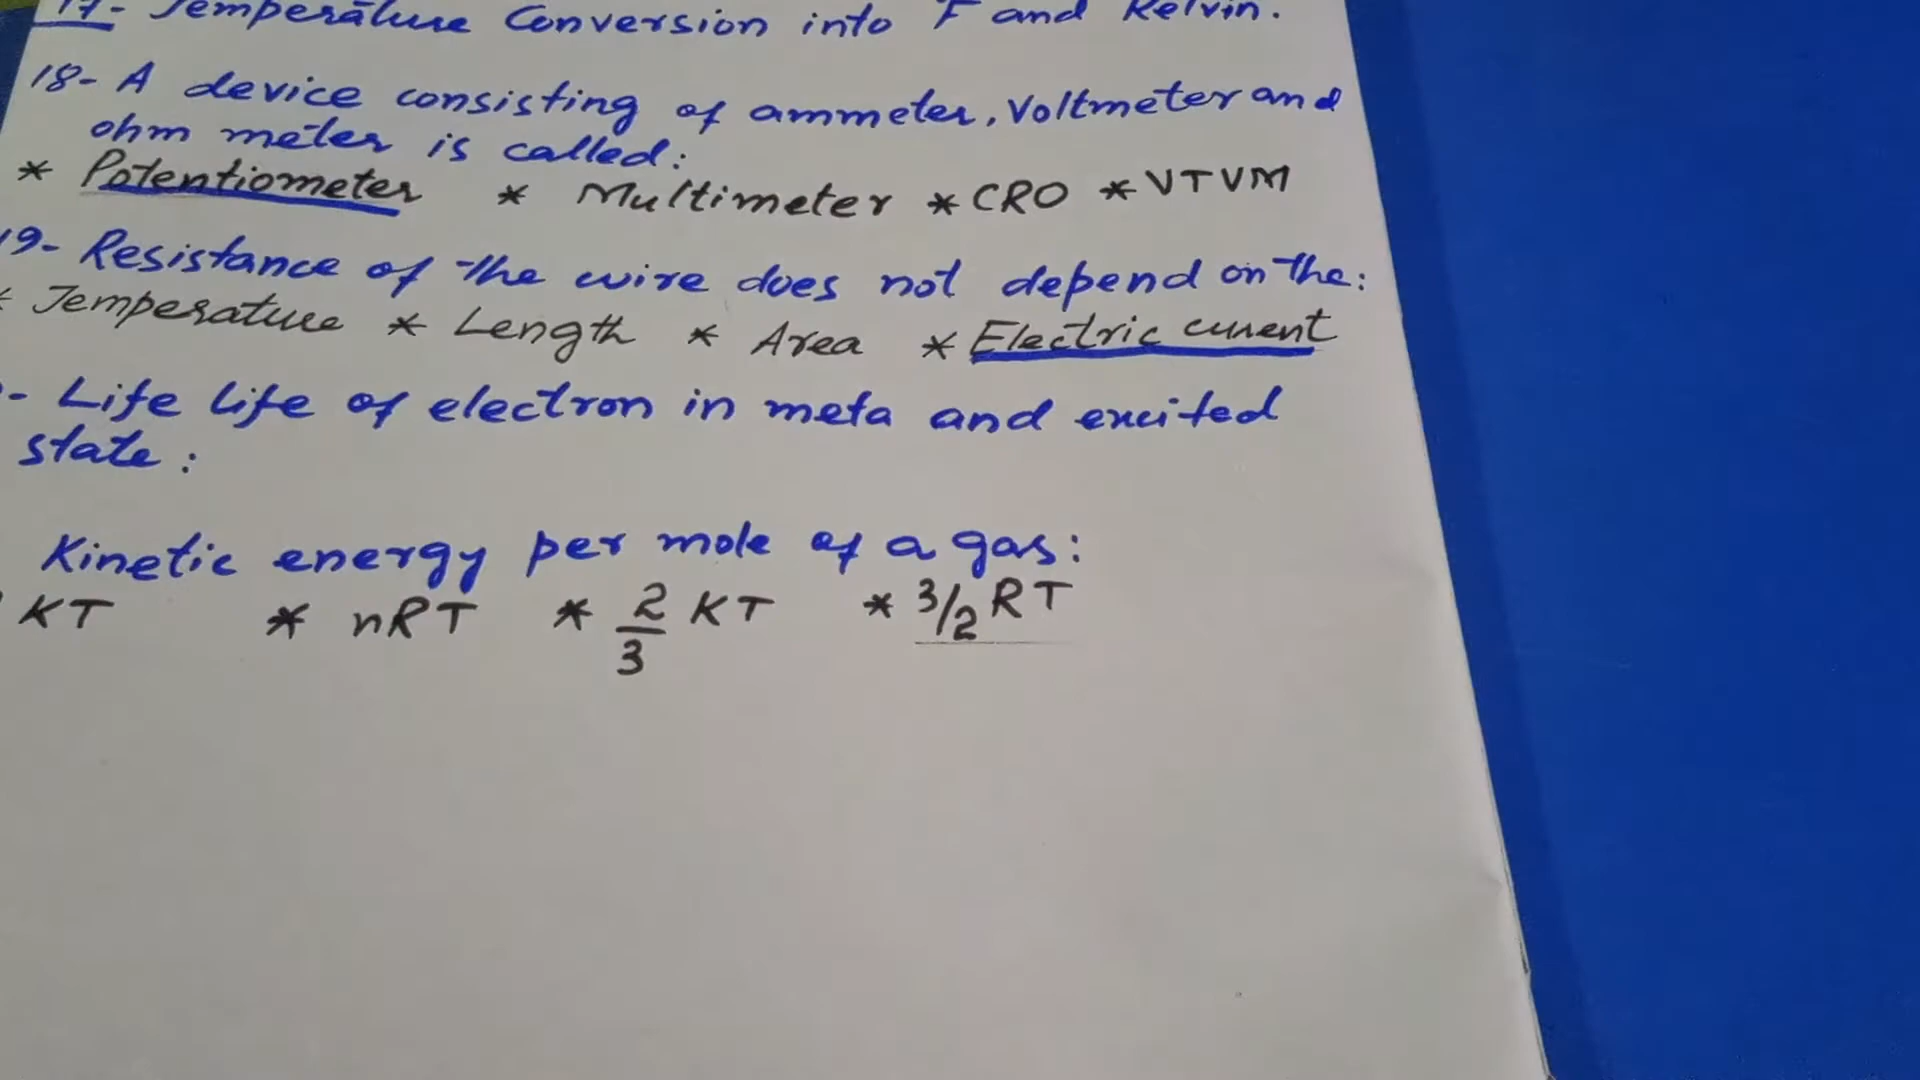 17- Temperature Conversion into F and Kelvin.
18- A device consisting of ammeter, Voltmeter and
ohm meter is called:
* Potentiometer * Multimeter * CRO * VTVM
19- Resistance of the wire does not depend on the:
* Temperature * Length * Area * Electric current
- Life life of electron in meta and excited
state:
Kinetic energy per mole of a gas:
KT * nRT * 2/3 KT * 3/2 RT